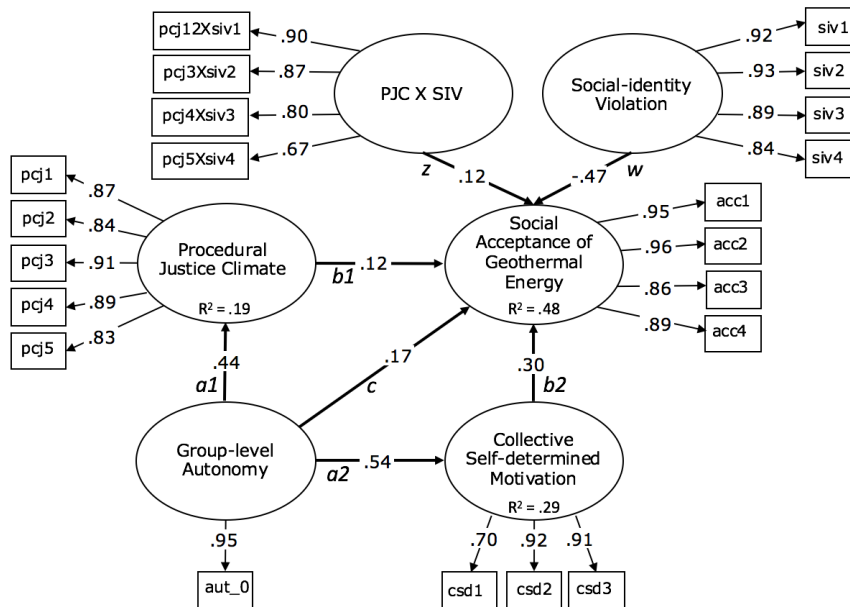 pcj12Xsiv1
.90
pcj3Xsiv2
.87
pcj4Xsiv3
.80
pcj5Xsiv4
.67
PJC X SIV
Social-identity
Violation
.92
siv1
.93
siv2
.89
siv3
.84
siv4
z
.12
-.47
w
pcj1
.87
pcj2
.84
pcj3
.91
pcj4
.89
pcj5
.83
Procedural
Justice Climate
R² = .19
b1
.12
Social
Acceptance of
Geothermal
Energy
R² = .48
.95
acc1
.96
acc2
.86
acc3
.89
acc4
.44
a1
.17
c
.30
b2
Group-level
Autonomy
a2
.54
Collective
Self-determined
Motivation
R² = .29
.95
aut_0
.70
.92
.91
csd1
csd2
csd3